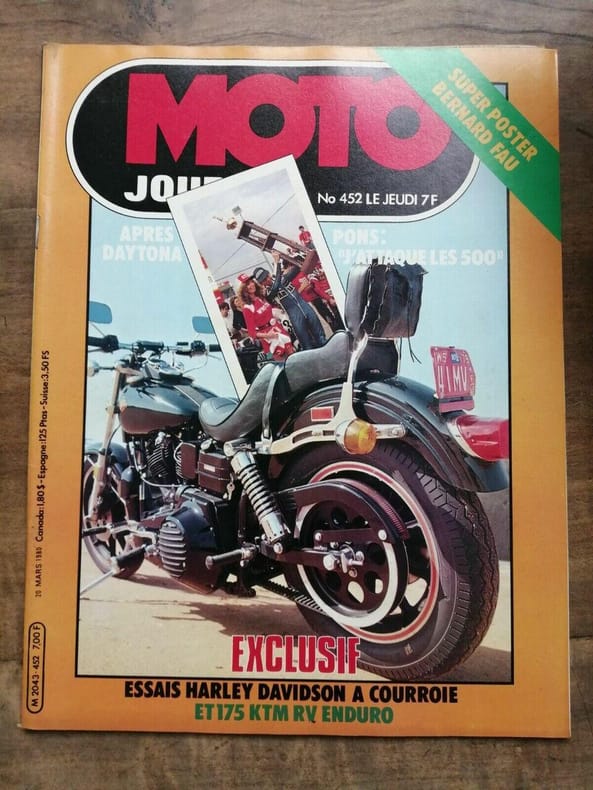 MOTO
JOUR
No 452 LE JEUDI 7F
SUPER POSTER
BERNARD FAU
APRES
DAYTONA
PONS:
"J'ATTAQUE LES 500"
EXCLUSIF
ESSAIS HARLEY DAVIDSON A COURROIE
ET 175 KTM RV ENDURO
M 2043-452 7,00 F
20 MARS 1980
Canada:1,80$-Espagne:125 Ptas-Suisse:3,50 FS